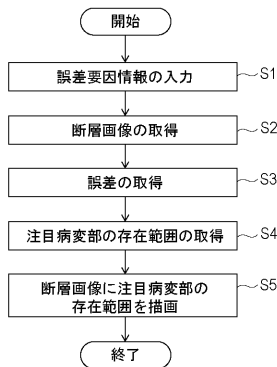 開始
誤差要因情報の入力
S1
断層画像の取得
S2
誤差の取得
S3
注目病変部の存在範囲の取得
S4
断層画像に注目病変部の
存在範囲を描画
S5
終了